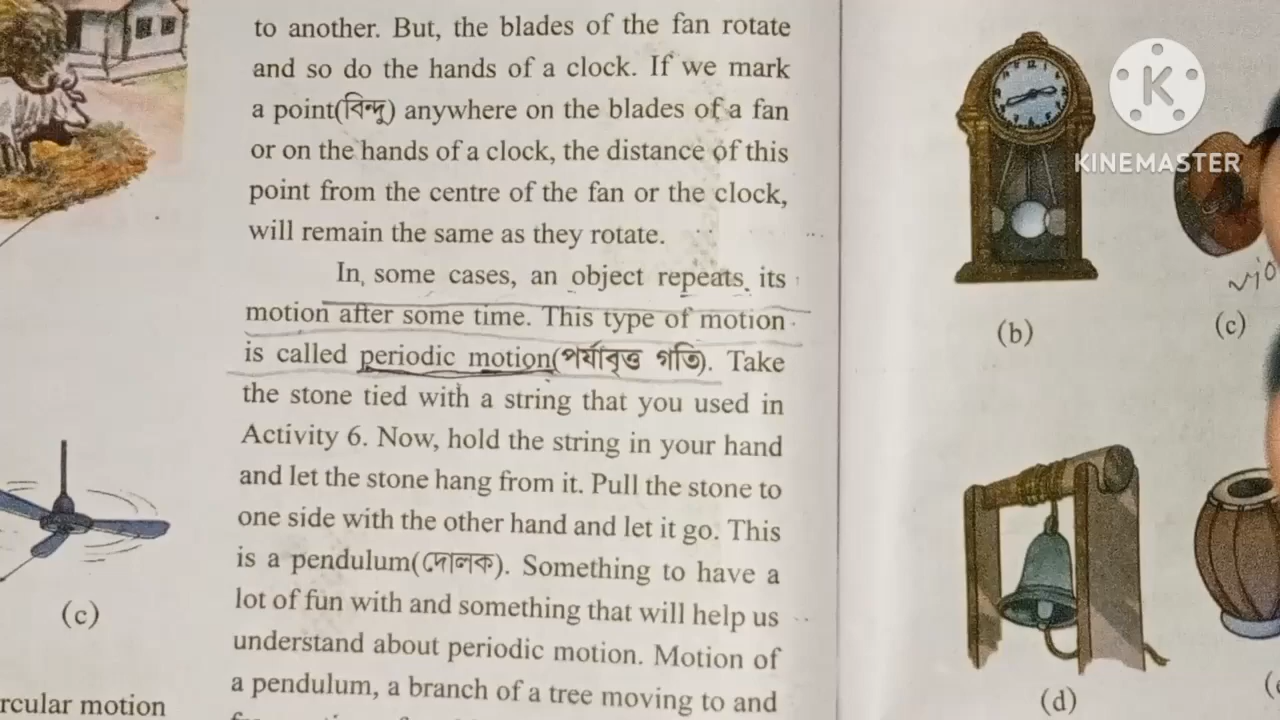 to another. But, the blades of the fan rotate
and so do the hands of a clock. If we mark
a point(বিন্দু) anywhere on the blades of a fan
or on the hands of a clock, the distance of this
point from the centre of the fan or the clock,
will remain the same as they rotate.
In some cases, an object repeats its
motion after some time. This type of motion
is called periodic motion(পর্যাবৃত্ত গতি). Take
the stone tied with a string that you used in
Activity 6. Now, hold the string in your hand
and let the stone hang from it. Pull the stone to
one side with the other hand and let it go. This
is a pendulum(দোলক). Something to have a
lot of fun with and something that will help us
understand about periodic motion. Motion of
a pendulum, a branch of a tree moving to and
(c)
rcular motion
K
KINEMASTER
(b)
(c)
(d)